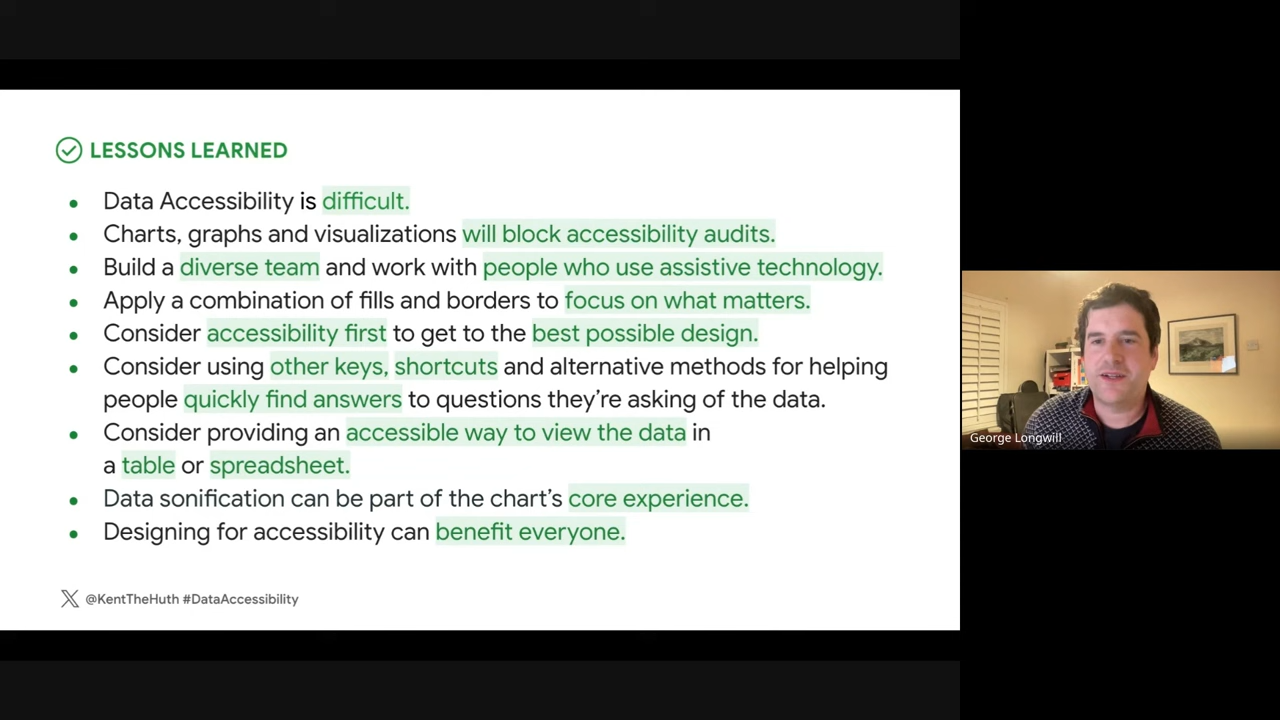 LESSONS LEARNED
• Data Accessibility is difficult.
• Charts, graphs and visualizations will block accessibility audits.
• Build a diverse team and work with people who use assistive technology.
• Apply a combination of fills and borders to focus on what matters.
• Consider accessibility first to get to the best possible design.
• Consider using other keys, shortcuts and alternative methods for helping
people quickly find answers to questions they’re asking of the data.
• Consider providing an accessible way to view the data in
a table or spreadsheet.
• Data sonification can be part of the chart’s core experience.
• Designing for accessibility can benefit everyone.
@KentTheHuth #DataAccessibility
George Longwill